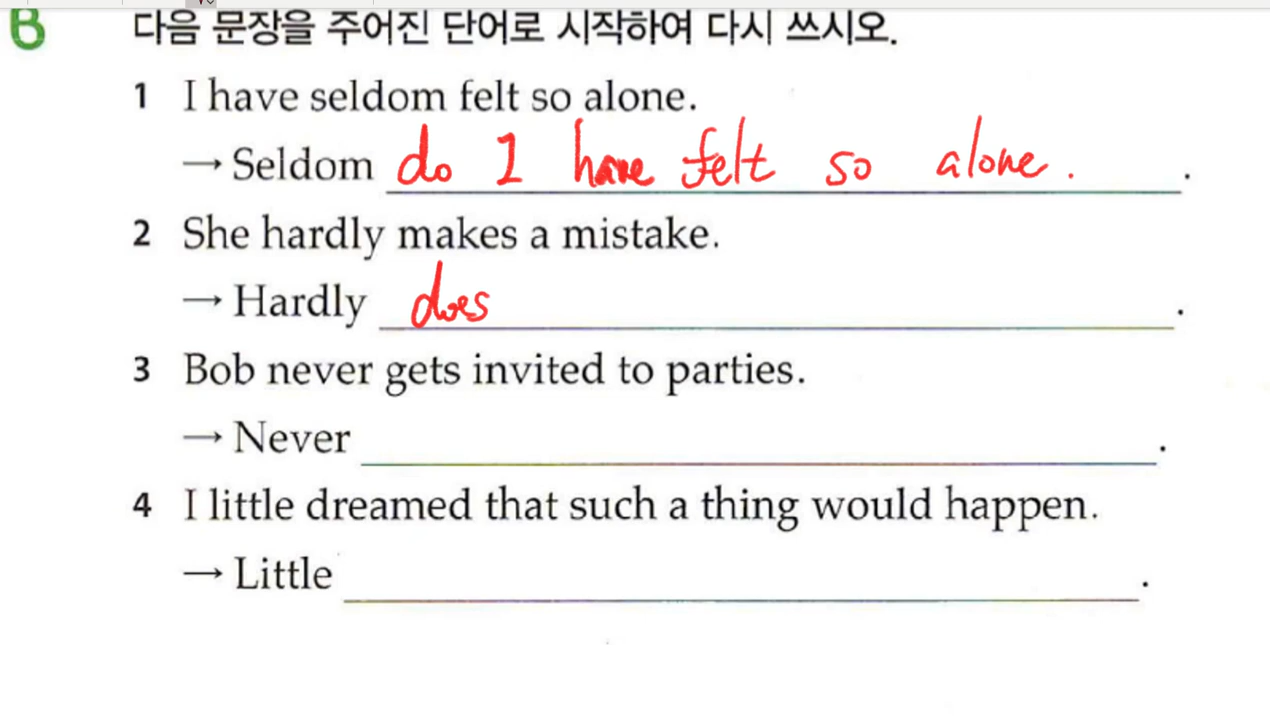 B 다음 문장을 주어진 단어로 시작하여 다시 쓰시오.
1 I have seldom felt so alone.
→ Seldom do I have felt so alone. .
2 She hardly makes a mistake.
→ Hardly does .
3 Bob never gets invited to parties.
→ Never .
4 I little dreamed that such a thing would happen.
→ Little .